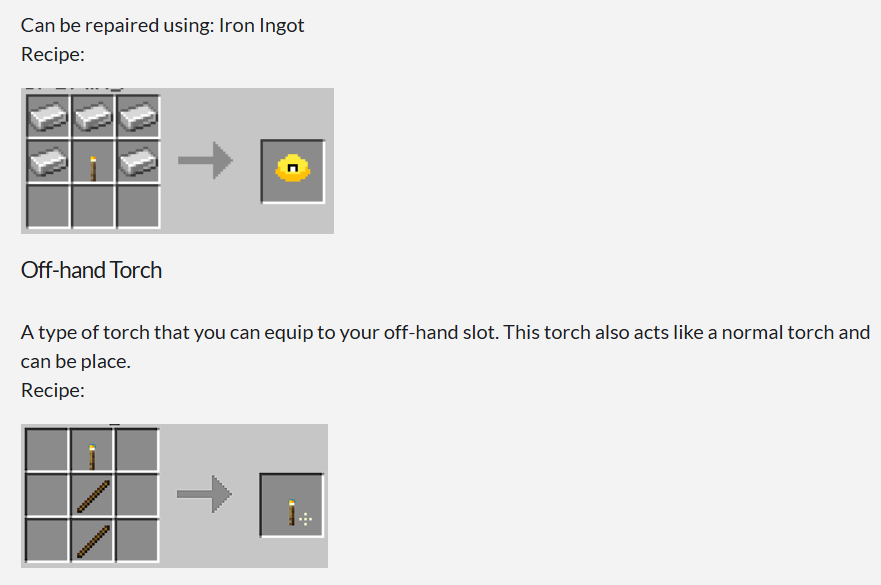 Can be repaired using: Iron Ingot
Recipe:
Off-hand Torch
A type of torch that you can equip to your off-hand slot. This torch also acts like a normal torch and
can be place.
Recipe: